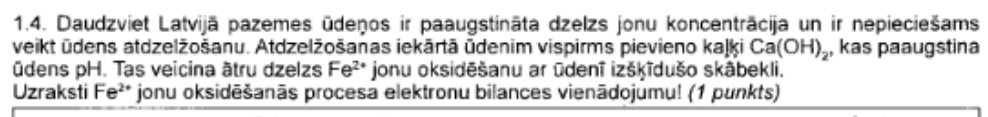 1.4. Daudzviet Latvijā pazemes ūdeņos ir paaugstināta dzelzs jonu koncentrācija un ir nepieciešams
veikt ūdens atdzelžošanu. Atdzelžošanas iekārtā ūdenim vispirms pievieno kaļķi Ca(OH)₂, kas paaugstina
ūdens pH. Tas veicina ātru dzelzs Fe²⁺ jonu oksidēšanu ar ūdenī izšķīdušo skābekli.
Uzraksti Fe²⁺ jonu oksidēšanās procesa elektronu bilances vienādojumu! (1 punkts)